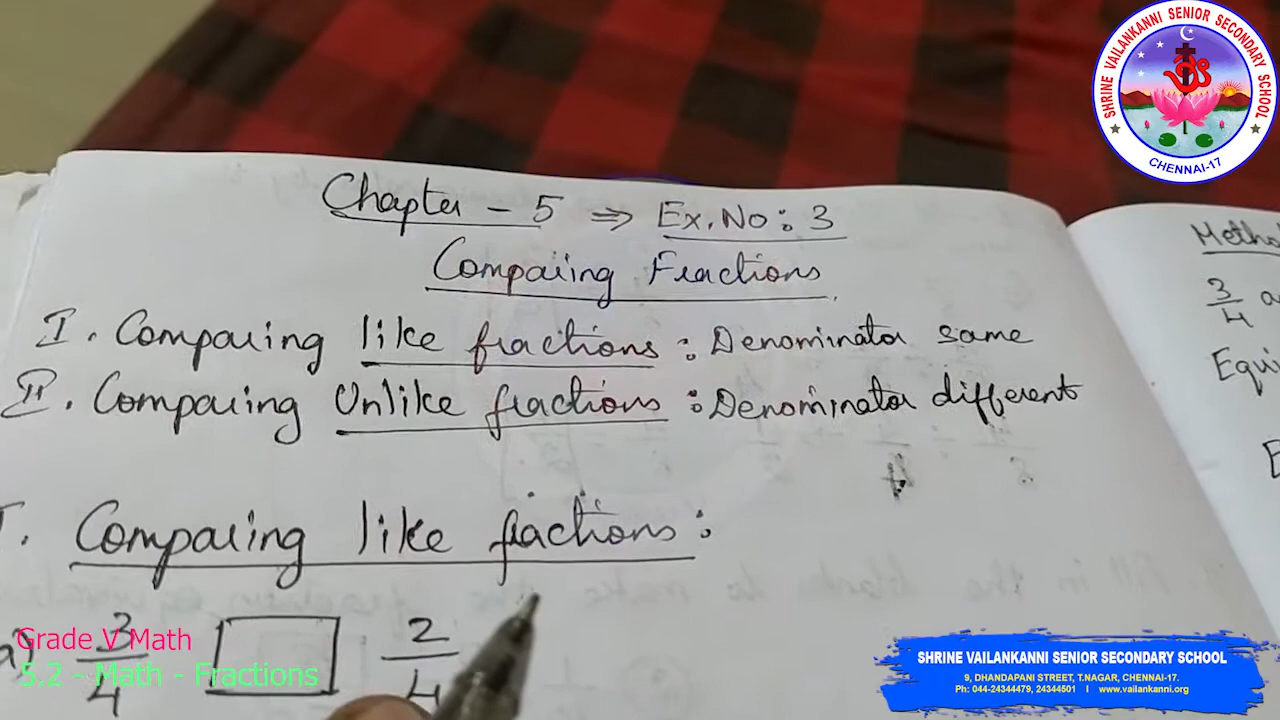 SHRINE VAILANKANNI SENIOR SECONDARY SCHOOL
CHENNAI-17
Chapter - 5 ⇒ Ex.No: 3
Comparing Fractions
I. Comparing like fractions : Denominator same
II. Comparing Unlike fractions : Denominator different
I. Comparing like fractions :
a) 3/4 □ 2/4
3/4
Equi
Grade V Math
5.2 - Math - Fractions
SHRINE VAILANKANNI SENIOR SECONDARY SCHOOL
9, DHANDAPANI STREET, T.NAGAR, CHENNAI-17.
Ph: 044-24344479, 24344501 I www.vailankanni.org